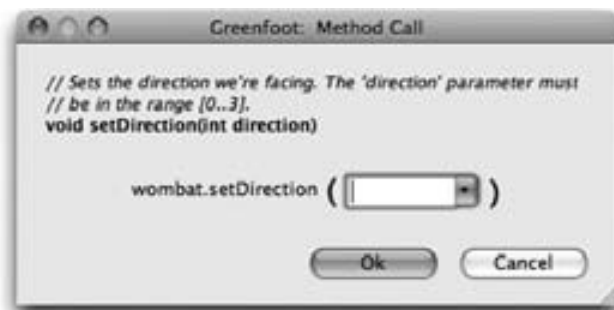 Greenfoot: Method Call
// Sets the direction we're facing. The 'direction' parameter must
// be in the range [0..3].
void setDirection(int direction)
wombat.setDirection ( )
Ok Cancel